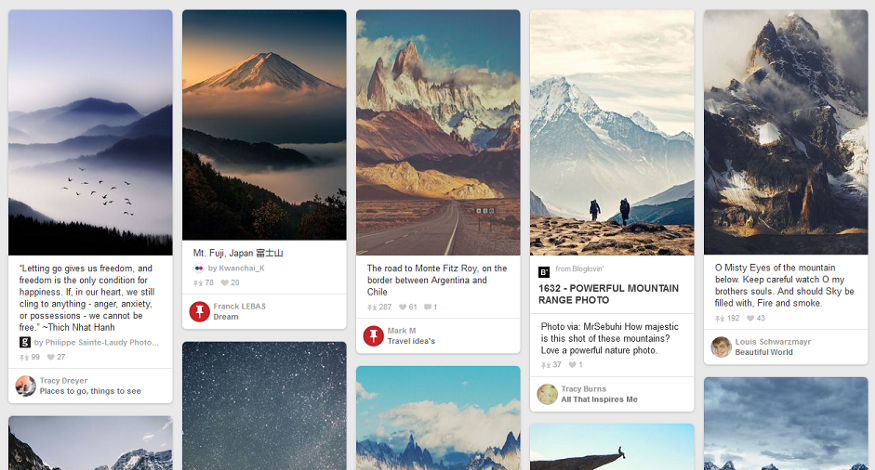 “Letting go gives us freedom, and
freedom is the only condition for
happiness. If, in our heart, we still
cling to anything - anger, anxiety,
or possessions - we cannot be
free.” ~Thich Nhat Hanh
g by Philippe Sainte-Laudy Photo...
99 27
Tracy Dreyer
Places to go, things to see
Mt. Fuji, Japan 富士山
by Kwanchai_K
78 20
Franck LEBAS
Dream
The road to Monte Fitz Roy, on the
border between Argentina and
Chile
287 61 1
Mark M
Travel idea's
B+ from Bloglovin'
1632 - POWERFUL MOUNTAIN
RANGE PHOTO
Photo via: MrSebuhi How majestic
is this shot of these mountains?
Love a powerful nature photo.
37 1
Tracy Burns
All That Inspires Me
O Misty Eyes of the mountain
below. Keep careful watch O my
brothers souls. And should Sky be
filled with, Fire and smoke.
192 43
Louis Schwarzmayr
Beautiful World